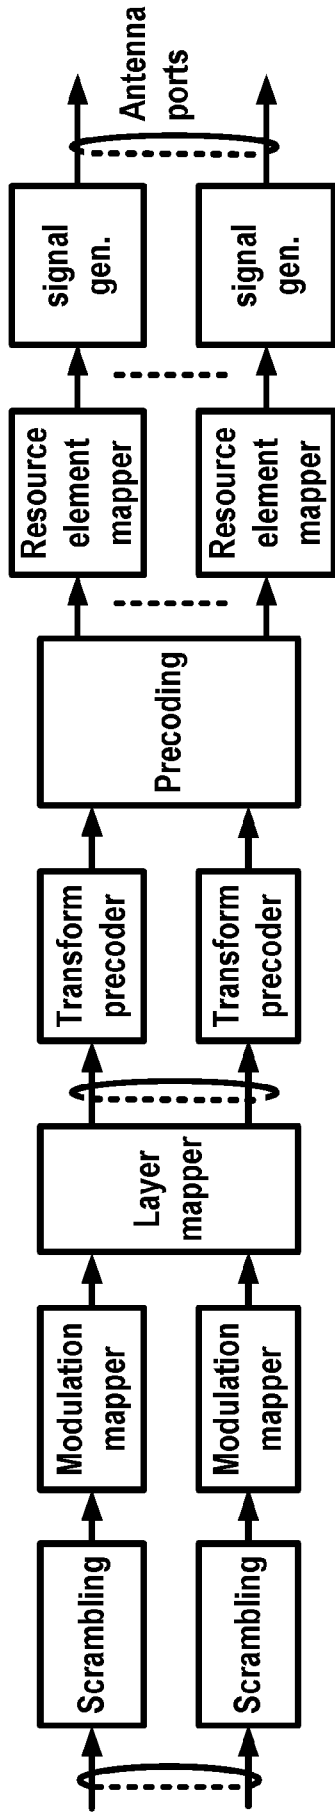 Scrambling
Scrambling
Modulation
mapper
Modulation
mapper
Layer
mapper
Transform
precoder
Transform
precoder
Precoding
Resource
element
mapper
Resource
element
mapper
signal
gen.
signal
gen.
Antenna
ports